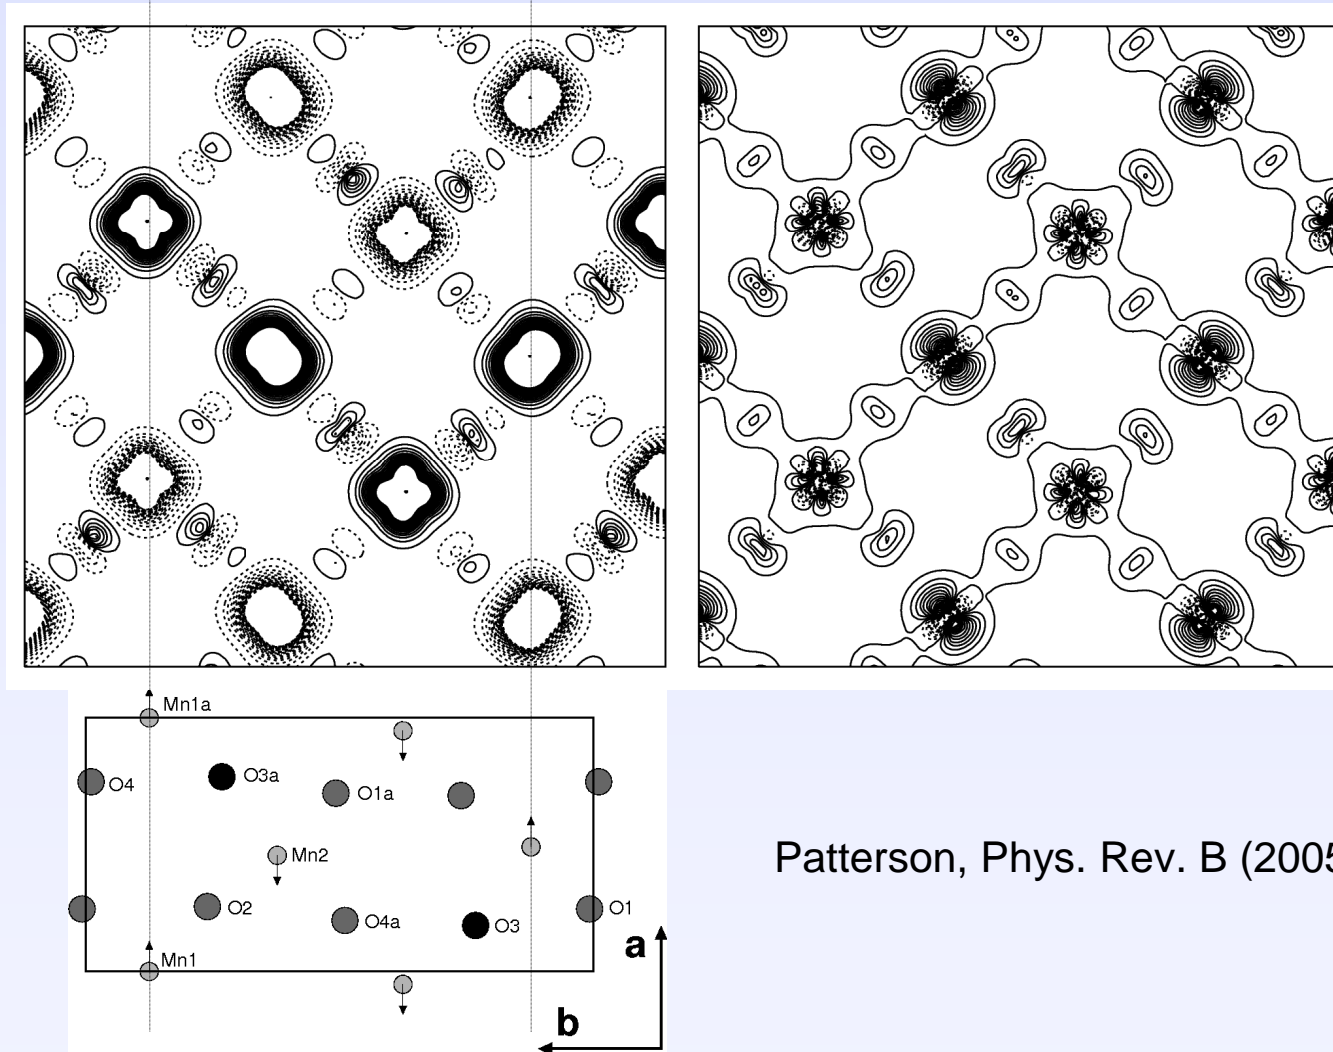 Mn1a
O4
O3a
O1a
Mn2
O2
O4a
O3
O1
Mn1
a
b
Patterson, Phys. Rev. B (2005